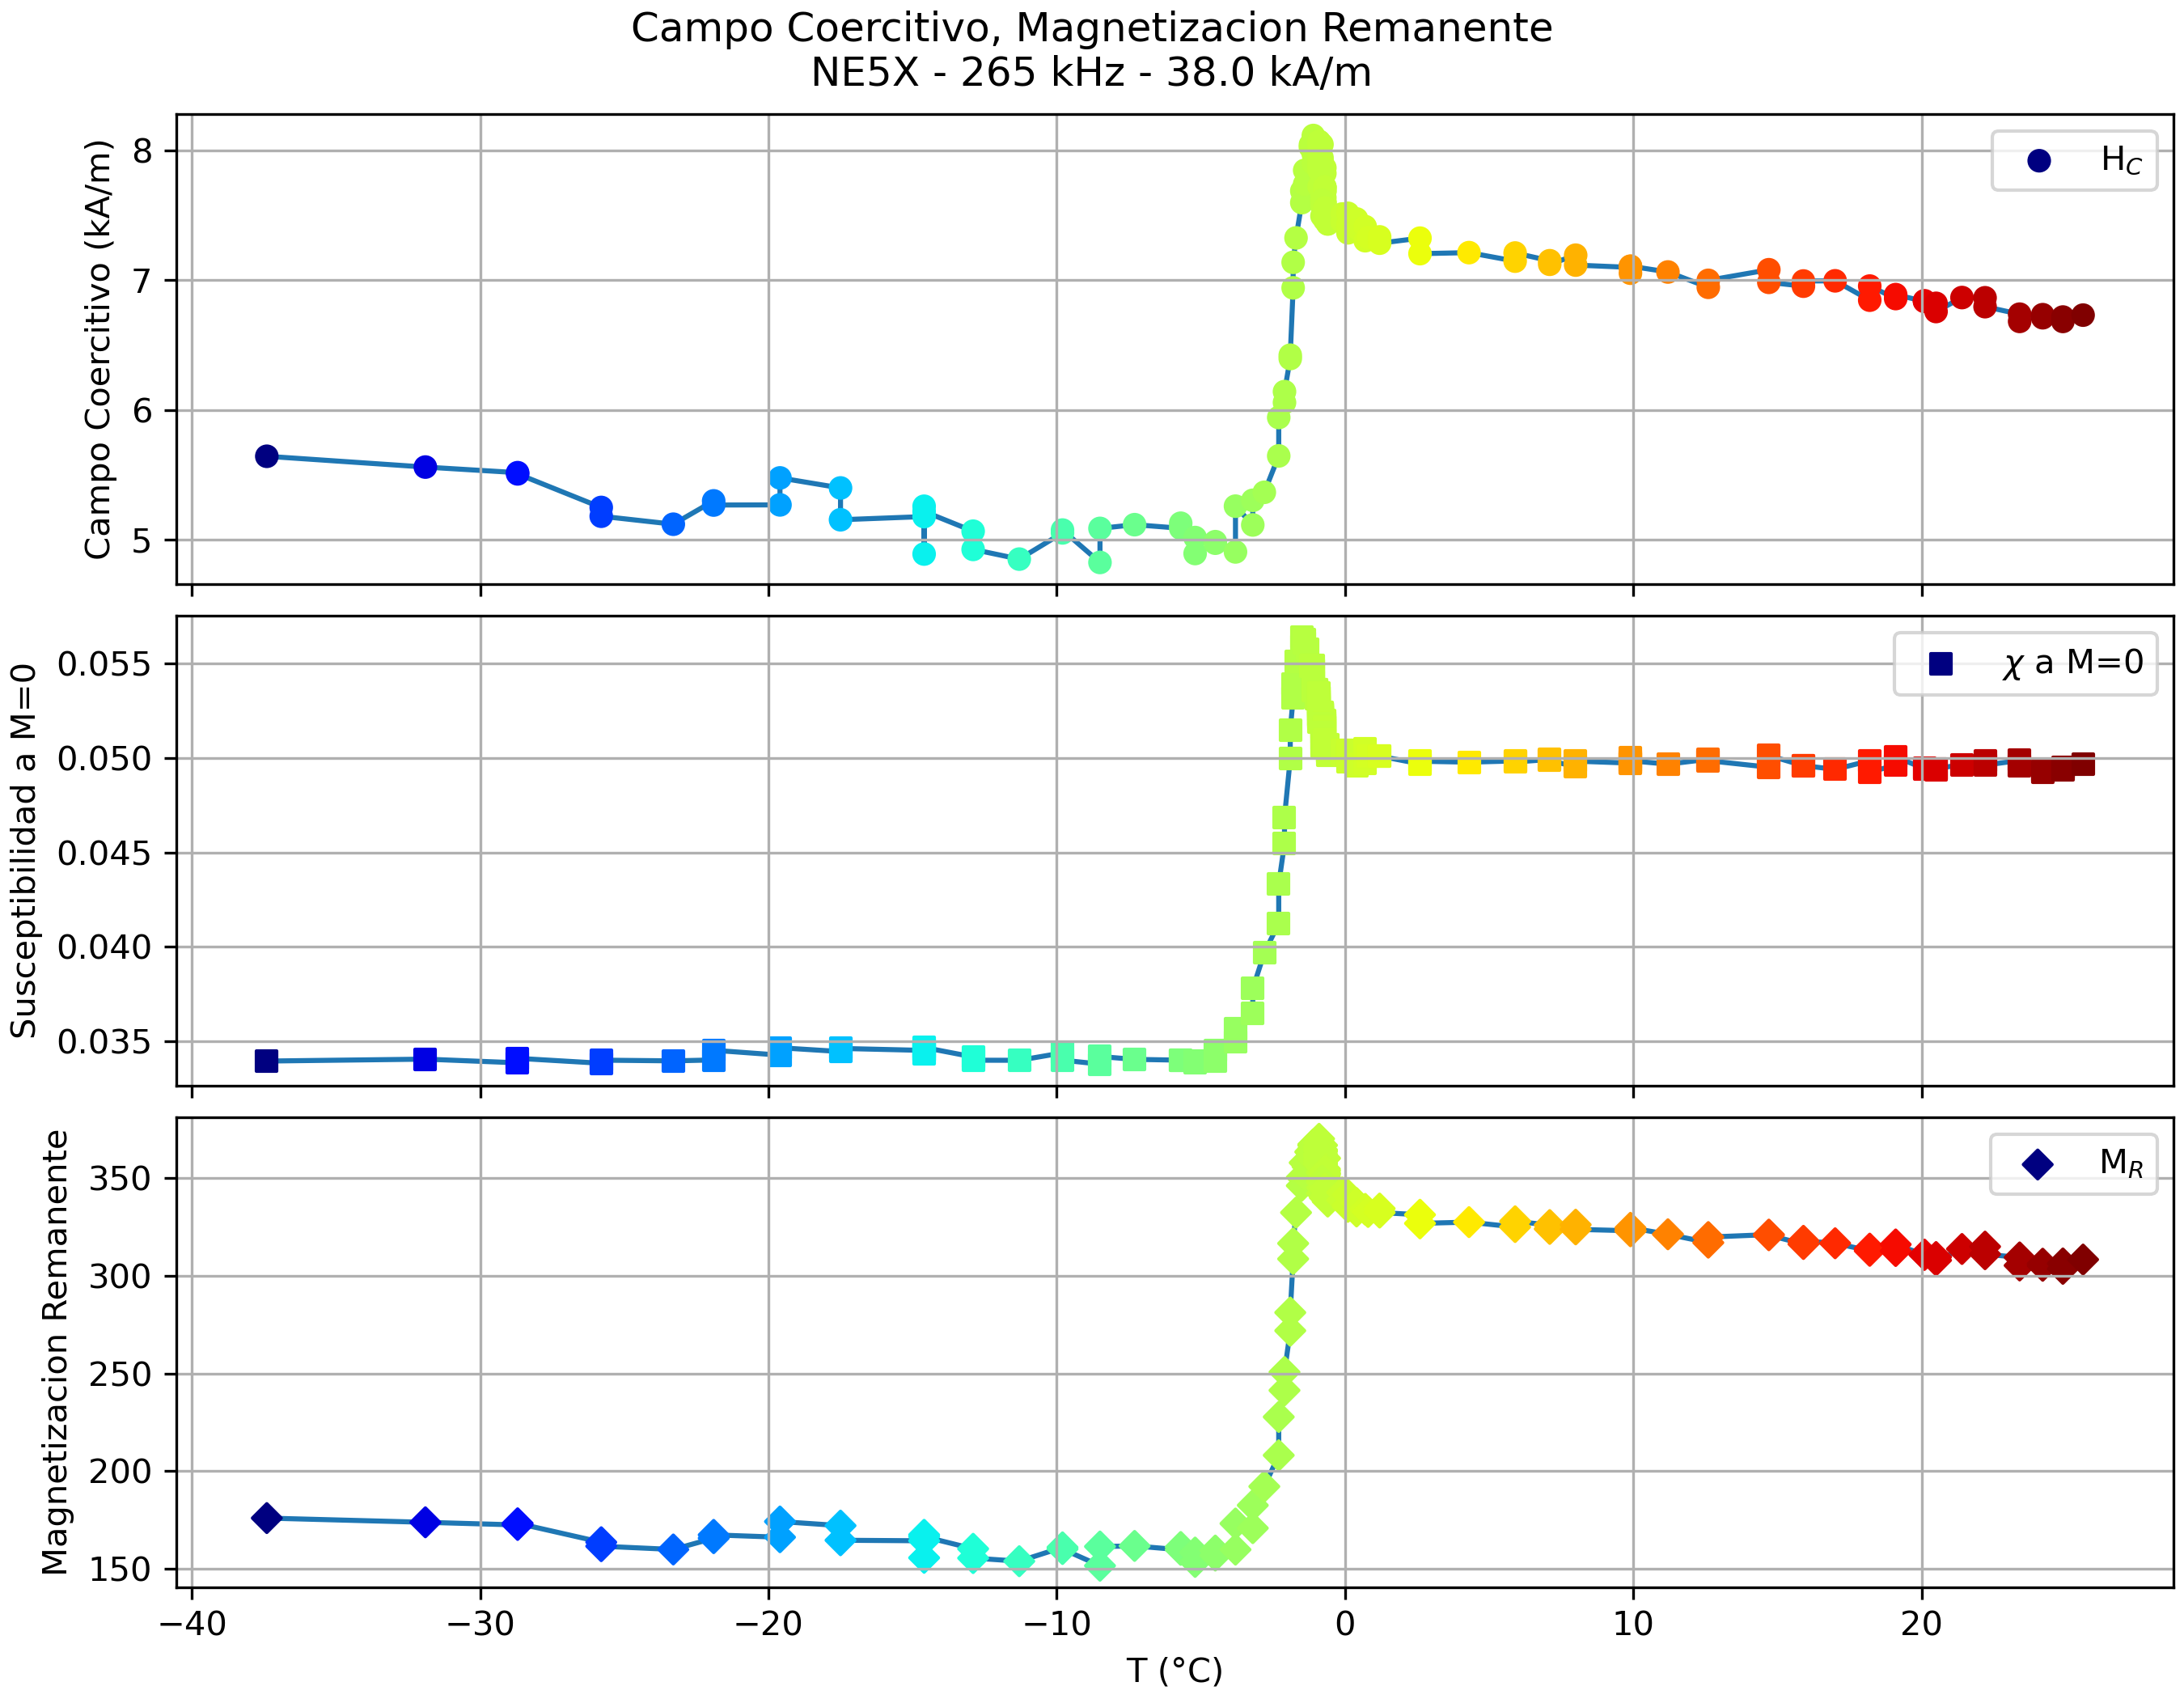 Campo Coercitivo, Magnetizacion Remanente
NE5X - 265 kHz - 38.0 kA/m
Campo Coercitivo (kA/m)
8
7
6
5
H_C
Susceptibilidad a M=0
0.055
0.050
0.045
0.040
0.035
χ a M=0
Magnetizacion Remanente
350
300
250
200
150
M_R
−40 −30 −20 −10 0 10 20
T (°C)